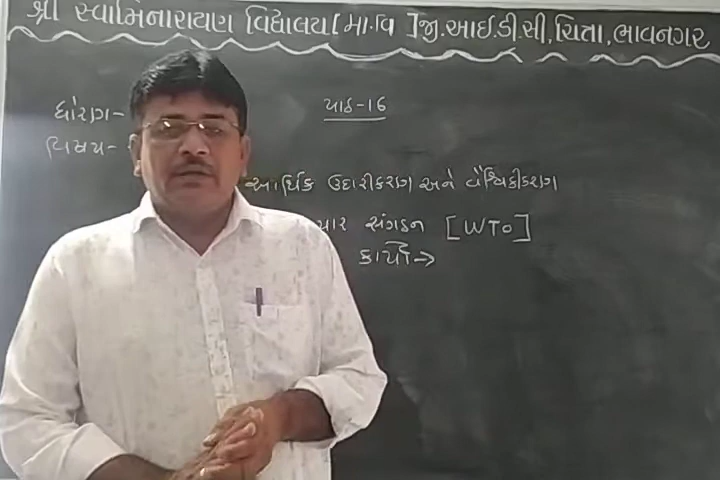 શ્રી સ્વામિનારાયણ વિદ્યાલય [મા.વિ ] જી.આઈ.ડી.સી, ચિત્રા, ભાવનગર
ધોરણ-
પાઠ-16
વિષય-
આર્થિક ઉદારીકરણ અને વૈશ્વિકીકરણ
પાર સંગઠન [WTO]
કાર્યો→